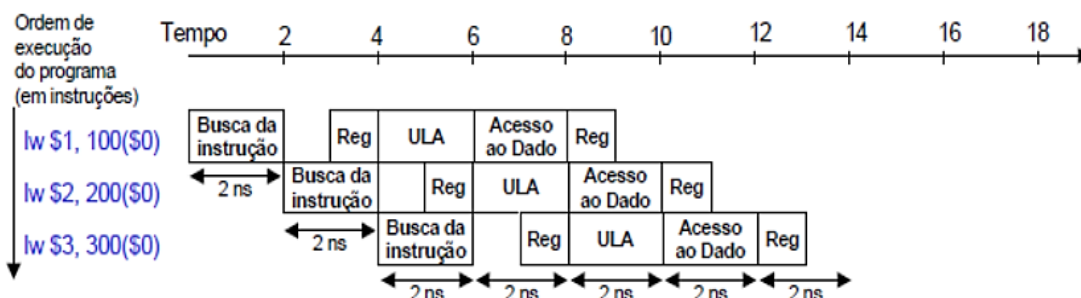 Ordem de
execução
do programa
(em instruções)
Tempo 2 4 6 8 10 12 14 16 18
lw $1, 100($0)
Busca da
instrução
Reg
ULA
Acesso
ao Dado
Reg
2 ns
lw $2, 200($0)
Busca da
instrução
Reg
ULA
Acesso
ao Dado
Reg
2 ns
lw $3, 300($0)
Busca da
instrução
Reg
ULA
Acesso
ao Dado
Reg
2 ns 2 ns 2 ns 2 ns 2 ns